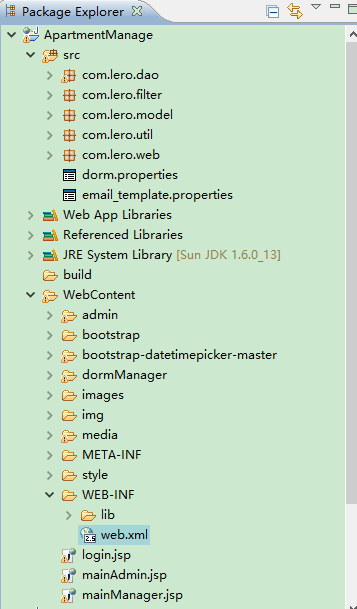 Package Explorer
ApartmentManage
src
com.lero.dao
com.lero.filter
com.lero.model
com.lero.util
com.lero.web
dorm.properties
email_template.properties
Web App Libraries
Referenced Libraries
JRE System Library [Sun JDK 1.6.0_13]
build
WebContent
admin
bootstrap
bootstrap-datetimepicker-master
dormManager
images
img
media
META-INF
style
WEB-INF
lib
2.5 web.xml
login.jsp
mainAdmin.jsp
mainManager.jsp